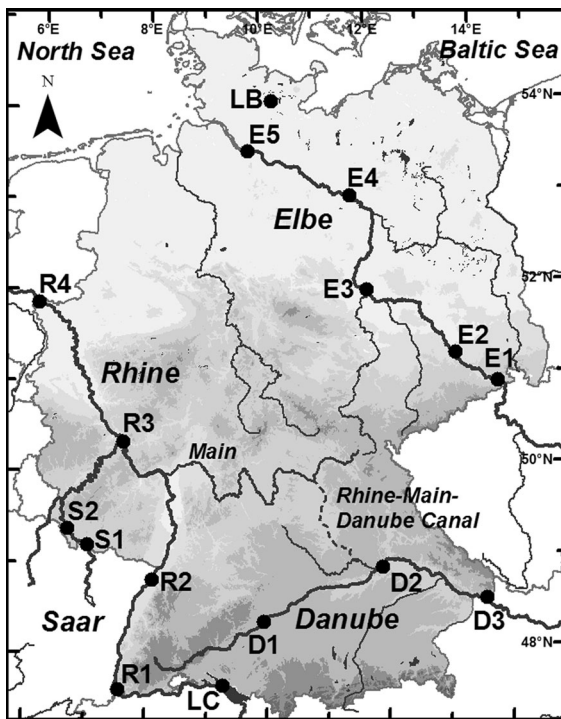 6°E 8°E 10°E 12°E 14°E
North Sea
Baltic Sea
N
54°N
LB
E5
E4
Elbe
52°N
E3
R4
E2
E1
Rhine
R3
Main
50°N
Rhine-Main-
Danube Canal
S2
S1
R2
D2
Saar
Danube
D3
D1
48°N
R1
LC